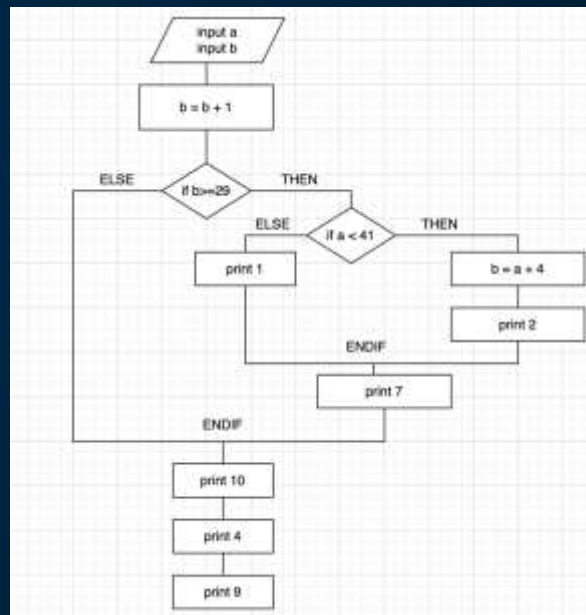 input a
input b
b = b + 1
if b>=29
ELSE
THEN
if a < 41
ELSE
THEN
print 1
b = a + 4
print 2
ENDIF
print 7
ENDIF
print 10
print 4
print 9